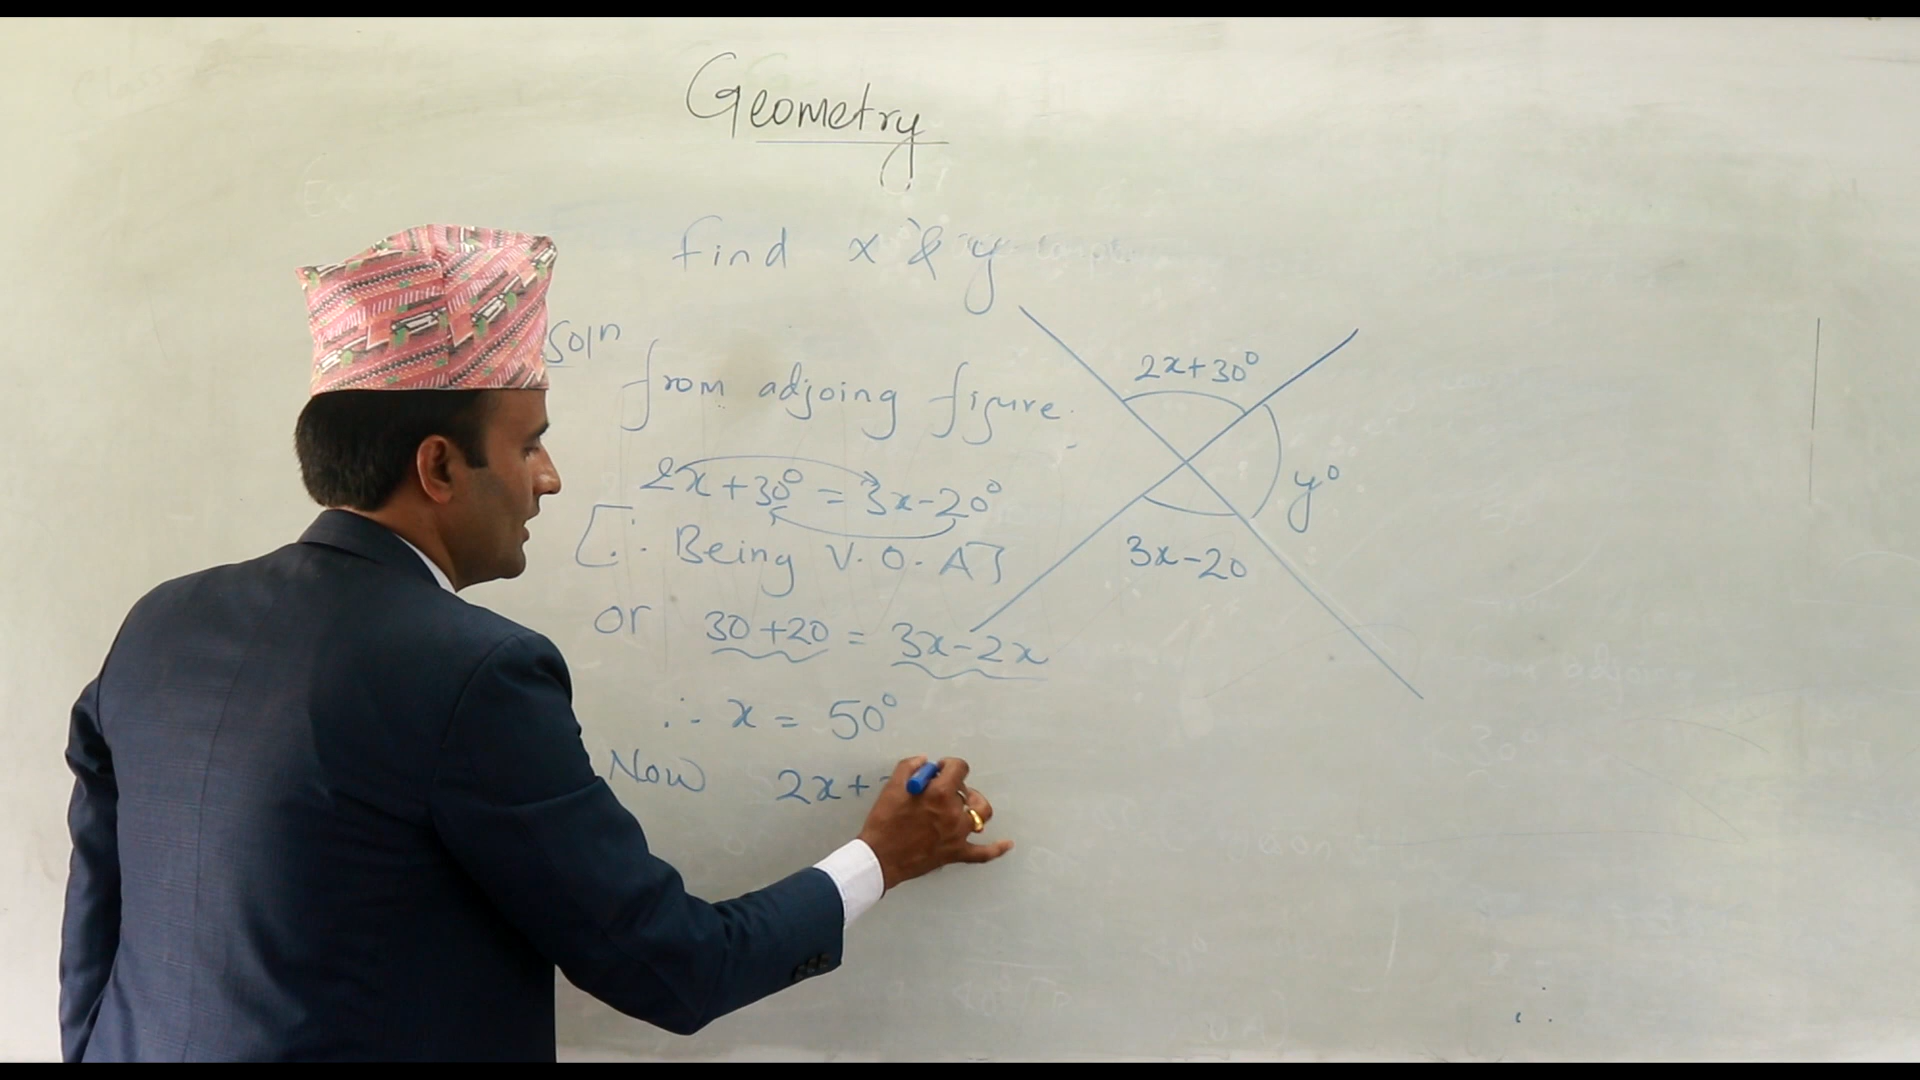 Geometry
Find x & y
Soln
from adjoing figure.
2x+30° = 3x-20°
[∵ Being V.O.A]
or 30+20 = 3x-2x
∴ x = 50°
Now 2x+
2x+30°
y°
3x-20